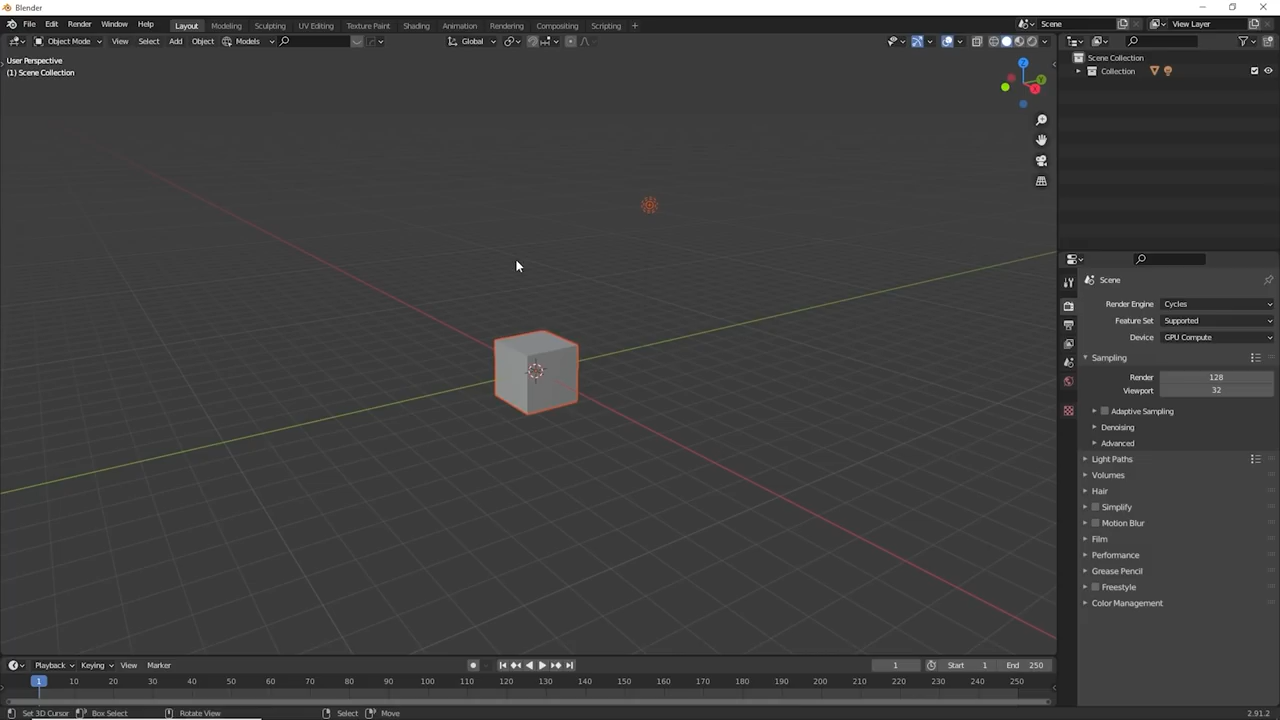 Blender
File Edit Render Window Help Layout Modeling Sculpting UV Editing Texture Paint Shading Animation Rendering Compositing Scripting + Scene View Layer
Object Mode View Select Add Object Models Global
User Perspective
(1) Scene Collection
Z
Y
X
Scene Collection
Collection
Scene
Render Engine Cycles
Feature Set Supported
Device GPU Compute
Sampling
Render 128
Viewport 32
Adaptive Sampling
Denoising
Advanced
Light Paths
Volumes
Hair
Simplify
Motion Blur
Film
Performance
Grease Pencil
Freestyle
Color Management
Playback Keying View Marker 1 Start 1 End 250
1 10 20 30 40 50 60 70 80 90 100 110 120 130 140 150 160 170 180 190 200 210 220 230 240 250
Set 3D Cursor Box Select Rotate View Select Move 2.91.2